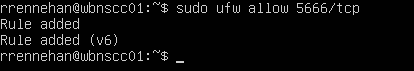 rrennehan@wbnscc01:~$ sudo ufw allow 5666/tcp
Rule added
Rule added (v6)
rrennehan@wbnscc01:~$ _